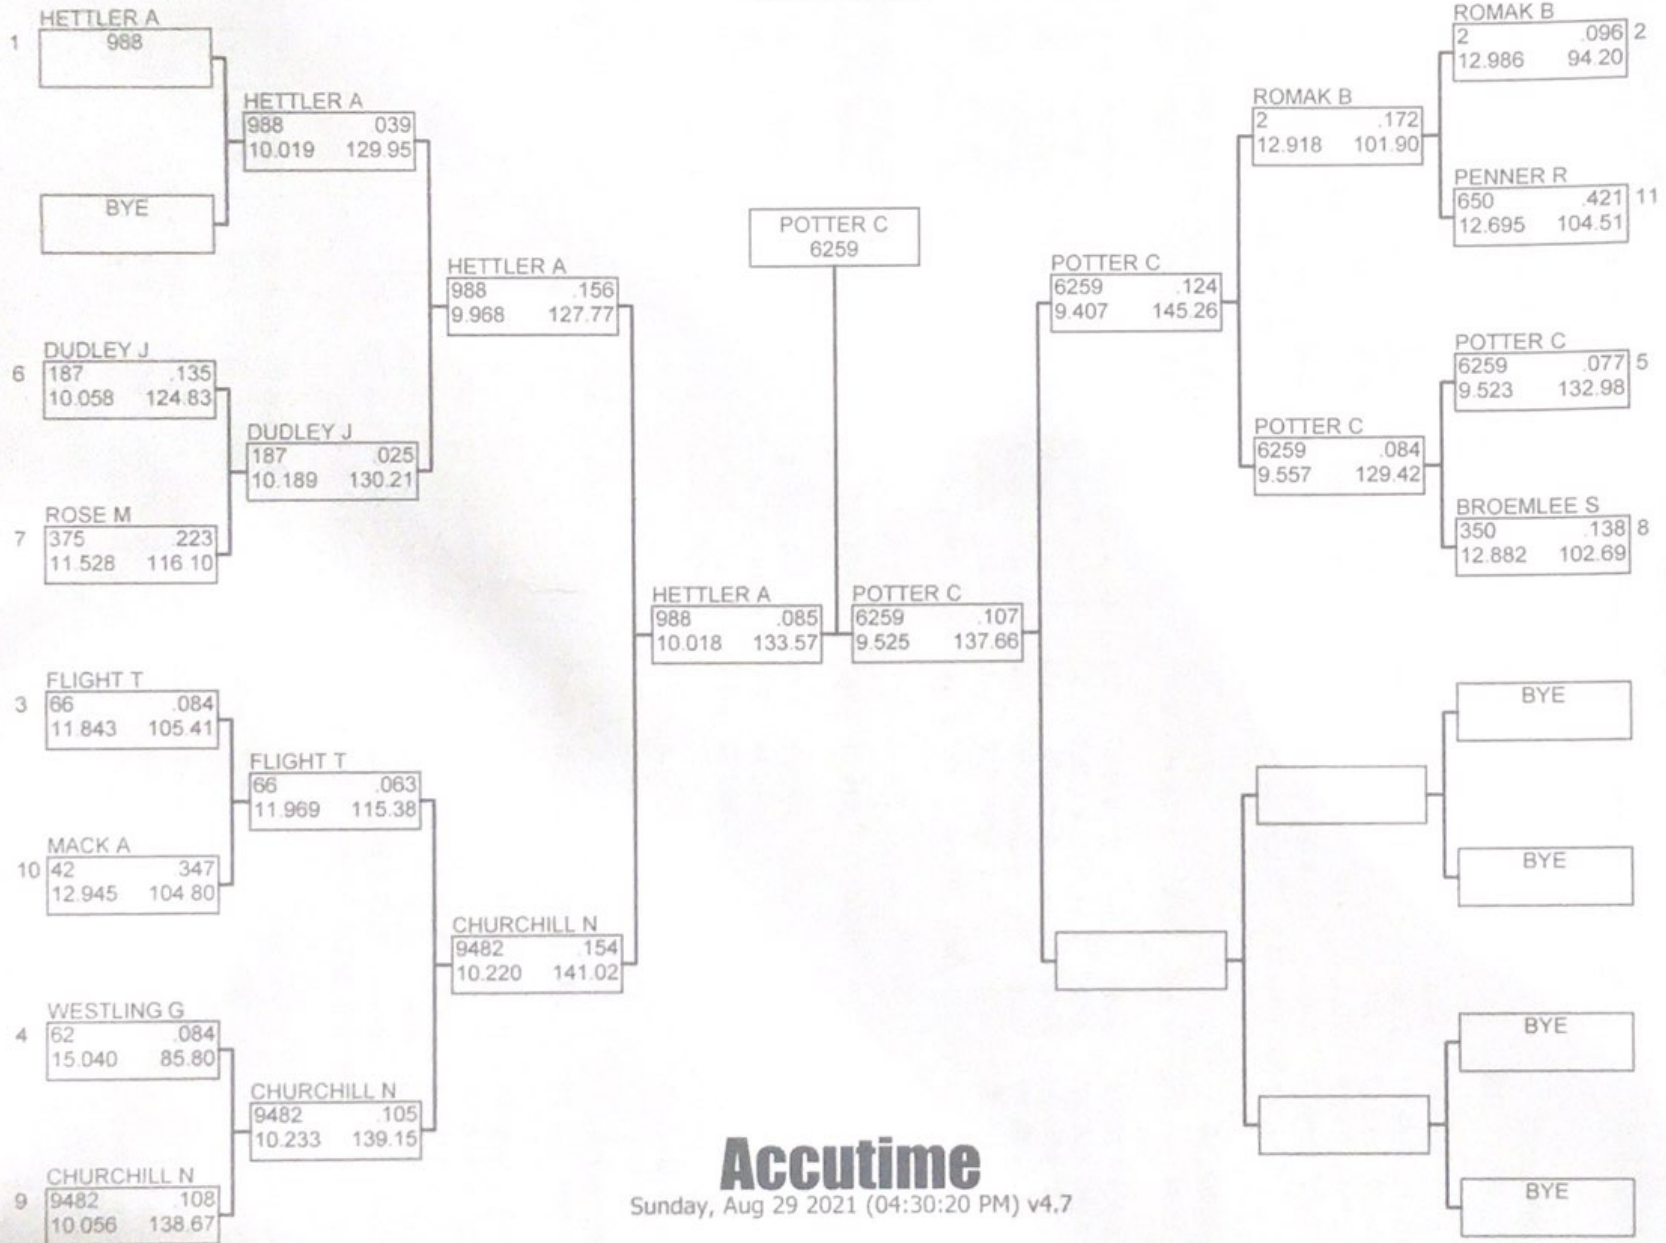 HETTLER A
1 988
BYE
DUDLEY J
6 187 .135
10.058 124.83
ROSE M
7 375 .223
11.528 116.10
FLIGHT T
3 66 .084
11.843 105.41
MACK A
10 42 347
12.945 104 80
WESTLING G
4 62 .084
15.040 85.80
CHURCHILL N
9 9482 .108
10.056 138.67
HETTLER A
988 039
10.019 129.95
DUDLEY J
187 .025
10.189 130.21
FLIGHT T
66 .063
11.969 115.38
CHURCHILL N
9482 .105
10.233 139.15
HETTLER A
988 .156
9.968 127.77
CHURCHILL N
9482 .154
10.220 141.02
HETTLER A
988 .085
10.018 133.57
POTTER C
6259
POTTER C
6259 .107
9.525 137.66
POTTER C
6259 .124
9.407 145.26
ROMAK B
2 .172
12.918 101.90
POTTER C
6259 .084
9.557 129.42
ROMAK B
2 .096 2
12.986 94.20
PENNER R
650 .421 11
12.695 104.51
POTTER C
6259 .077 5
9.523 132.98
BROEMLEE S
350 .138 8
12.882 102.69
BYE
BYE
BYE
BYE
Accutime
Sunday, Aug 29 2021 (04:30:20 PM) v4.7